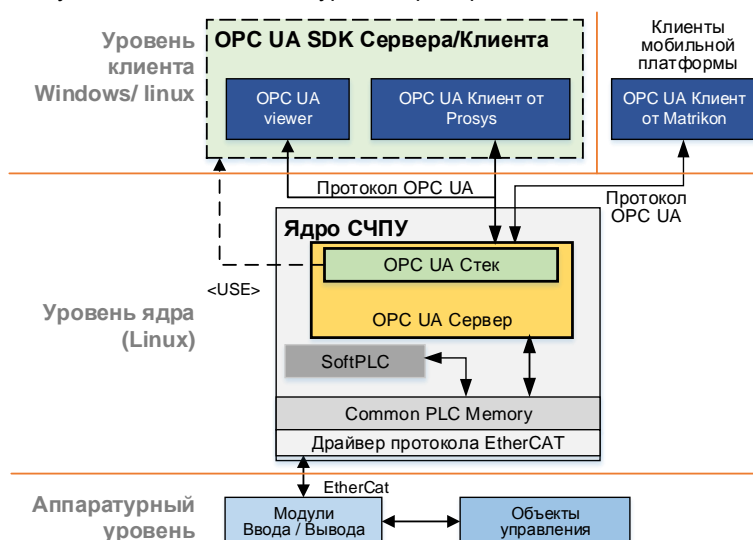 Уровень
клиента
Windows/ linux
OPC UA SDK Сервера/Клиента
OPC UA
viewer
OPC UA Клиент от
Prosys
Клиенты
мобильной
платформы
OPC UA Клиент
от Matrikon
Протокол OPC UA
Протокол
OPC UA
<USE>
Уровень ядра
(Linux)
Ядро СЧПУ
OPC UA Стек
OPC UA Сервер
SoftPLC
Common PLC Memory
Драйвер протокола EtherCAT
EtherCat
Аппаратурный
уровень
Модули
Ввода / Вывода
Объекты
управления